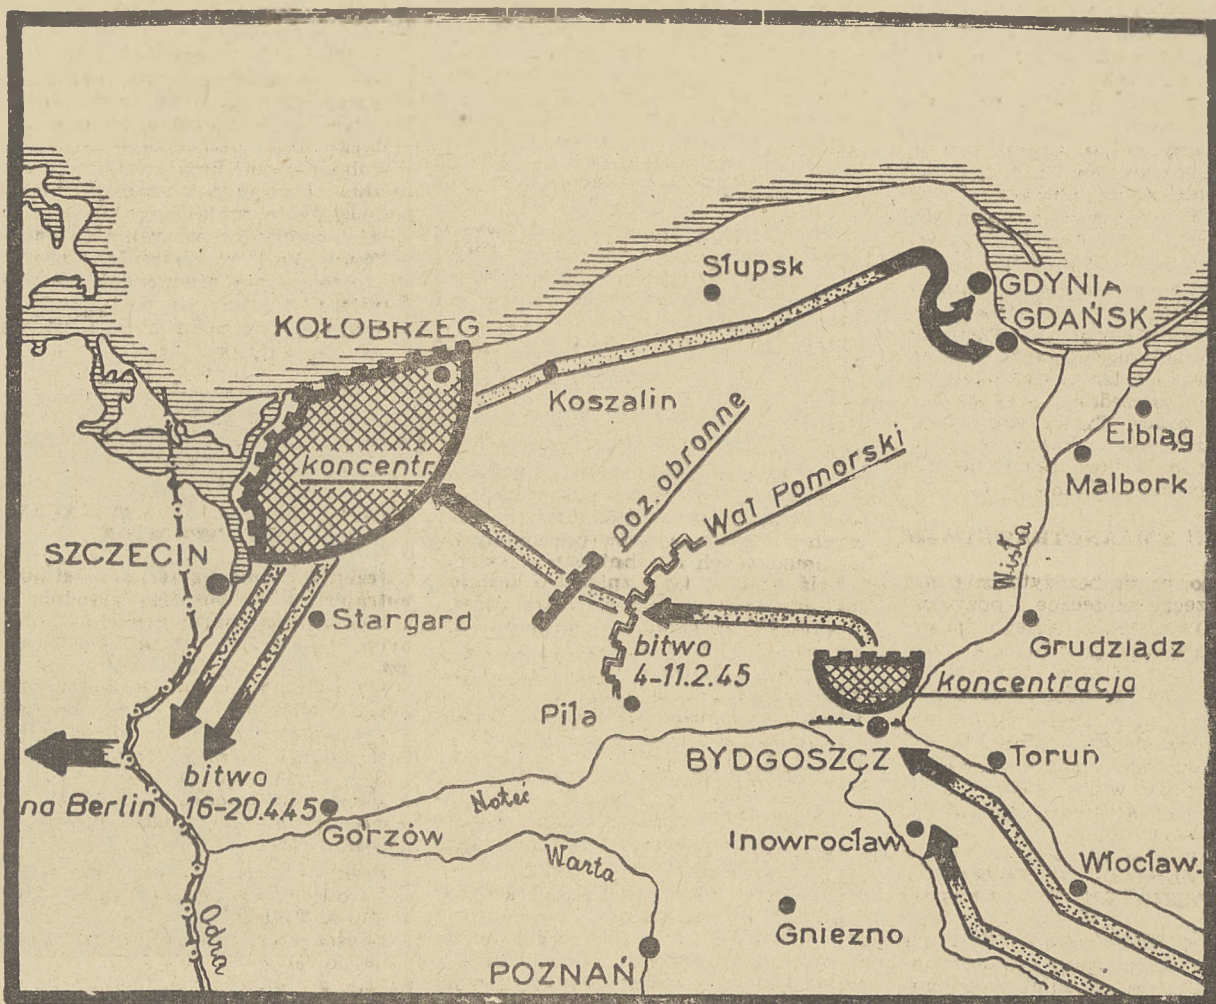 Słupsk
GDYNIA
GDAŃSK
KOŁOBRZEG
Koszalin
poz. obronne
Elbląg
Wał Pomorski
Malbork
koncentr.
SZCZECIN
Wisła
Stargard
Grudziądz
bitwa
4-11.2.45
koncentracja
Piła
BYDGOSZCZ
Toruń
bitwa
16-20.4.45
na Berlin
Noteć
Gorzów
Inowrocław
Warta
Włocław.
Gniezno
Odra
POZNAŃ